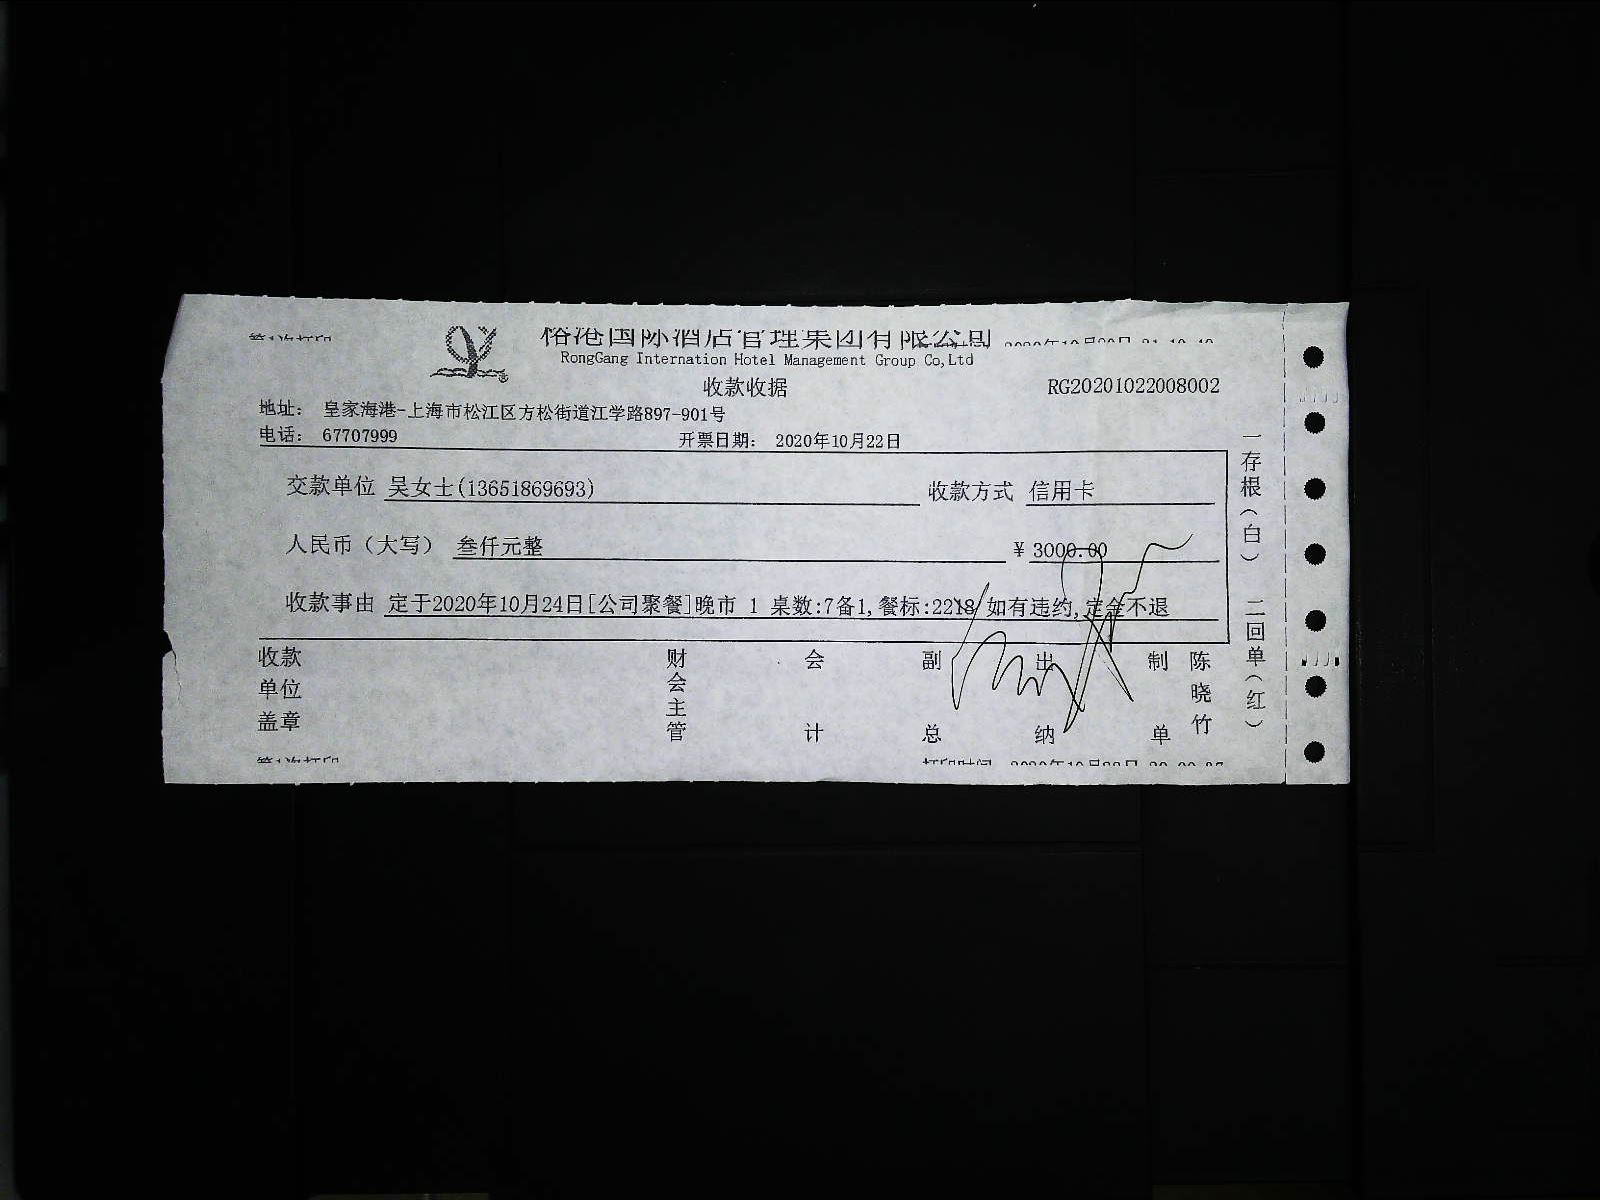 国际酒店管理集团有限公司
RongGang Internation Hotel Management Group Co,Ltd
收款收据
RG20201022008002
地址： 皇家海港-上海市松江区方松街道江学路897-901号
电话： 67707999
开票日期： 2020年10月22日
交款单位 吴女士(13651869693)
收款方式 信用卡
人民币（大写） 叁仟元整
¥ 3000.00
收款事由 定于2020年10月24日[公司聚餐]晚市 1 桌数:7备1,餐标:2218 如有违约,定金不退
收款单位盖章
财会主管
会计
副总
出纳
制单
陈晓竹
一存根（白） 二回单（红）